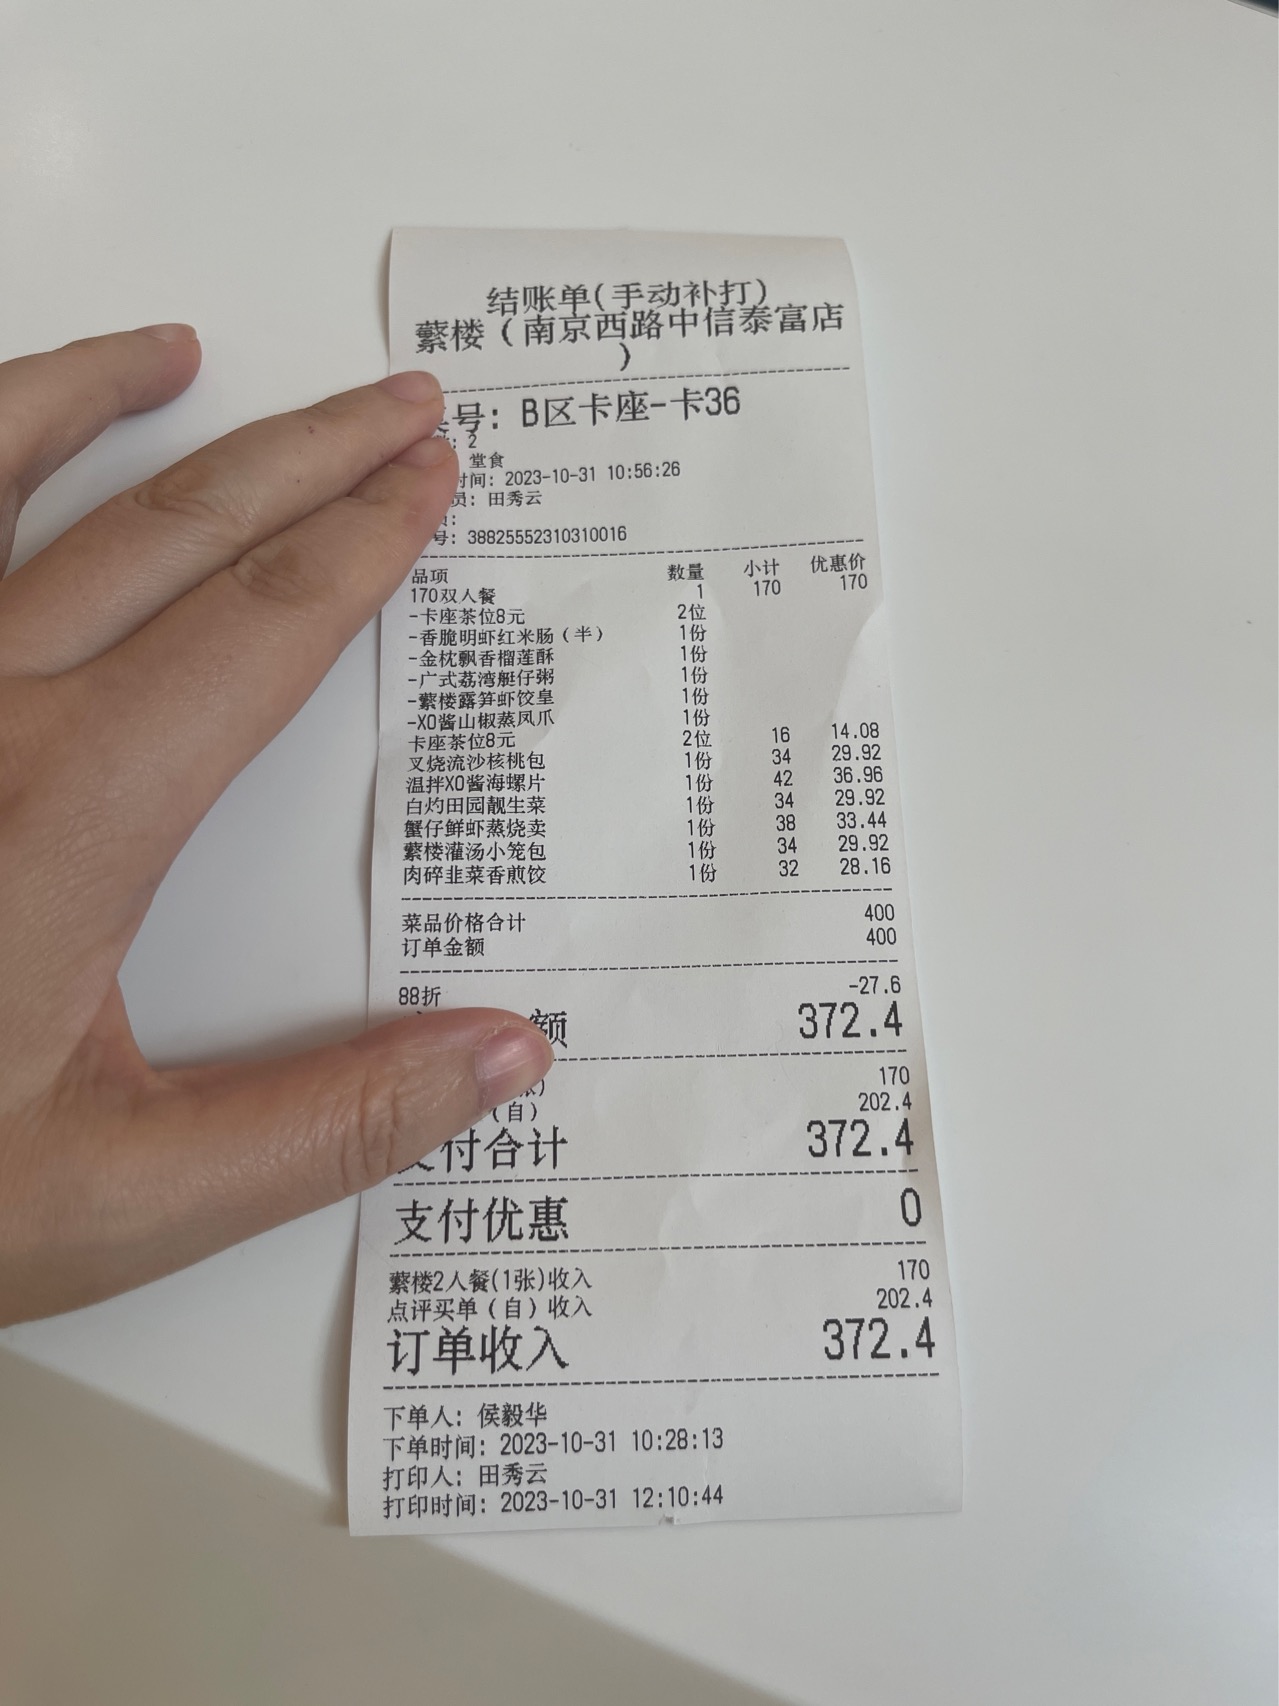 结账单(手动补打)
蘩楼（南京西路中信泰富店
）
号: B区卡座-卡36
: 2
堂食
时间: 2023-10-31 10:56:26
员: 田秀云
员:
号: 38825552310310016
品项 数量 小计 优惠价
170双人餐 1 170 170
-卡座茶位8元 2位
-香脆明虾红米肠（半） 1份
-金枕飘香榴莲酥 1份
-广式荔湾艇仔粥 1份
-蘩楼露笋虾饺皇 1份
-XO酱山椒蒸凤爪 1份
卡座茶位8元 2位 16 14.08
叉烧流沙核桃包 1份 34 29.92
温拌XO酱海螺片 1份 42 36.96
白灼田园靓生菜 1份 34 29.92
蟹仔鲜虾蒸烧卖 1份 38 33.44
蘩楼灌汤小笼包 1份 34 29.92
肉碎韭菜香煎饺 1份 32 28.16
菜品价格合计 400
订单金额 400
88折 -27.6
额 372.4
张) 170
（自） 202.4
支付合计 372.4
支付优惠 0
蘩楼2人餐(1张)收入 170
点评买单（自）收入 202.4
订单收入 372.4
下单人: 侯毅华
下单时间: 2023-10-31 10:28:13
打印人: 田秀云
打印时间: 2023-10-31 12:10:44